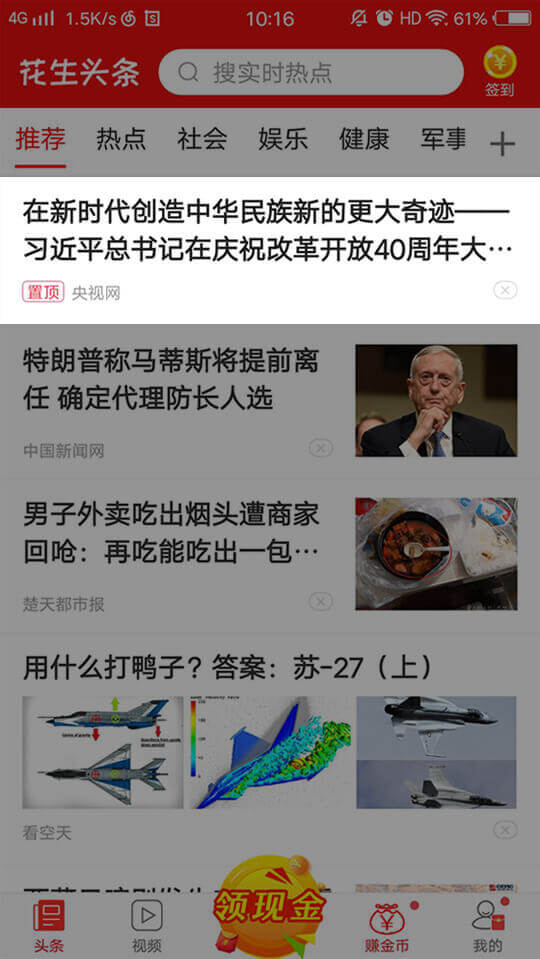 4G 1.5K/s S 10:16 HD 61%
花生头条 搜实时热点 签到
推荐 热点 社会 娱乐 健康 军事
在新时代创造中华民族新的更大奇迹——
习近平总书记在庆祝改革开放40周年大…
置顶 央视网
特朗普称马蒂斯将提前离
任 确定代理防长人选
中国新闻网
男子外卖吃出烟头遭商家
回呛：再吃能吃出一包…
楚天都市报
用什么打鸭子？答案：苏-27（上）
看空天
领现金
头条 视频 赚金币 我的